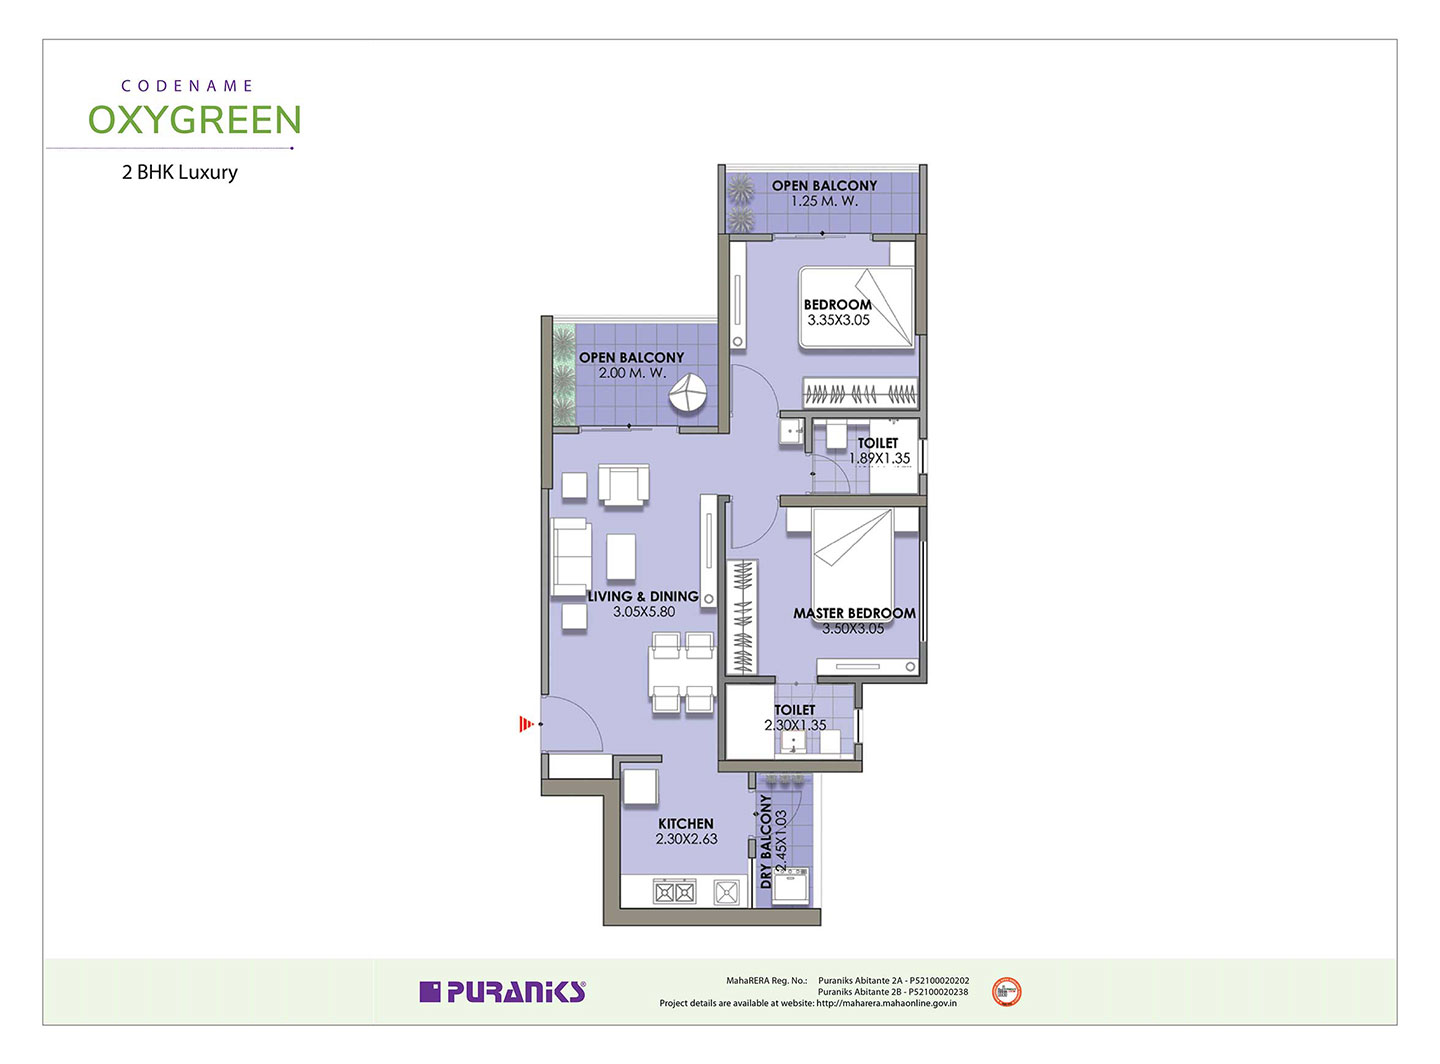 CODENAME
OXYGREEN
2 BHK Luxury
OPEN BALCONY
1.25 M. W.
BEDROOM
3.35X3.05
OPEN BALCONY
2.00 M. W.
TOILET
1.89X1.35
LIVING & DINING
3.05X5.80
MASTER BEDROOM
3.50X3.05
TOILET
2.30X1.35
KITCHEN
2.30X2.63
DRY BALCONY
2.45X1.03
PURANIKS
MahaRERA Reg. No.: Puraniks Abitante 2A - P52100020202
Puraniks Abitante 2B - P52100020238
Project details are available at website: http://maharera.mahaonline.gov.in